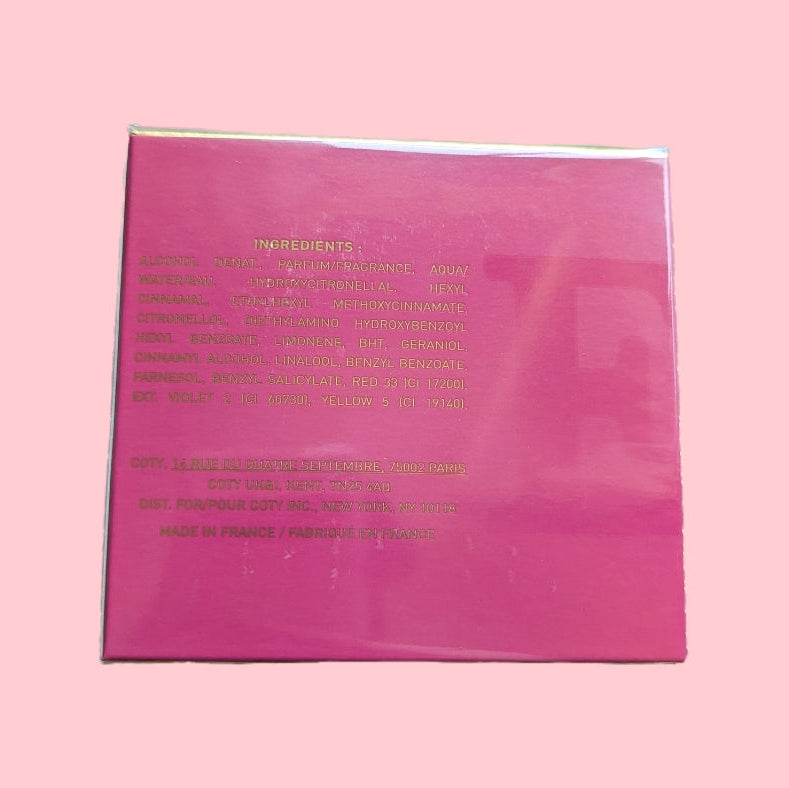 INGREDIENTS :
ALCOHOL DENAT., PARFUM/FRAGRANCE, AQUA/
WATER/EAU, HYDROXYCITRONELLAL, HEXYL
CINNAMAL, ETHYLHEXYL METHOXYCINNAMATE,
CITRONELLOL, DIETHYLAMINO HYDROXYBENZOYL
HEXYL BENZOATE, LIMONENE, BHT, GERANIOL,
CINNAMYL ALCOHOL, LINALOOL, BENZYL BENZOATE,
FARNESOL, BENZYL SALICYLATE, RED 33 (CI 17200),
EXT. VIOLET 2 (CI 60730), YELLOW 5 (CI 19140).
COTY, 14 RUE DU QUATRE SEPTEMBRE, 75002 PARIS
COTY UK&I, KENT, TN25 4AQ
DIST. FOR/POUR COTY INC., NEW YORK, NY 10118
MADE IN FRANCE / FABRIQUÉ EN FRANCE